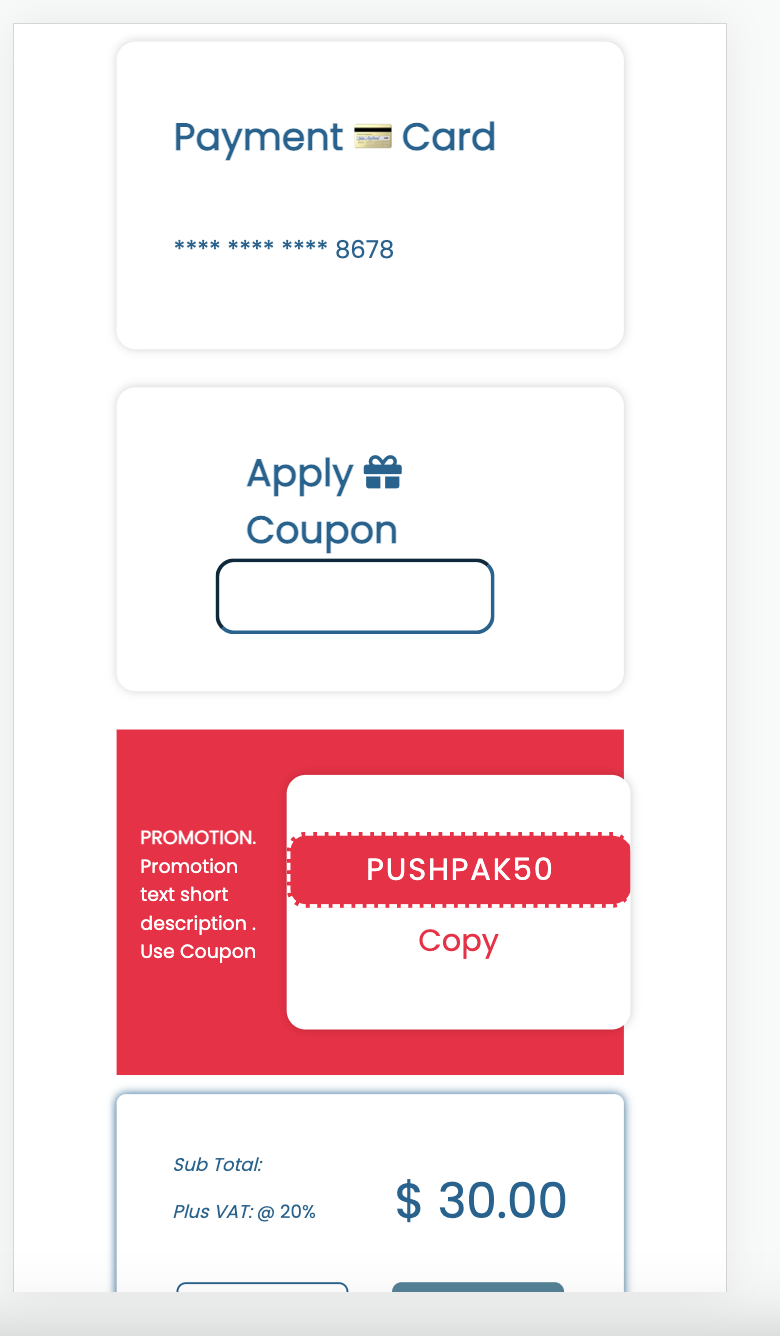 Payment 💳 Card
**** **** **** 8678
Apply
Coupon
PROMOTION.
Promotion
text short
description .
Use Coupon
PUSHPAK50
Copy
Sub Total:
Plus VAT: @ 20%
$ 30.00